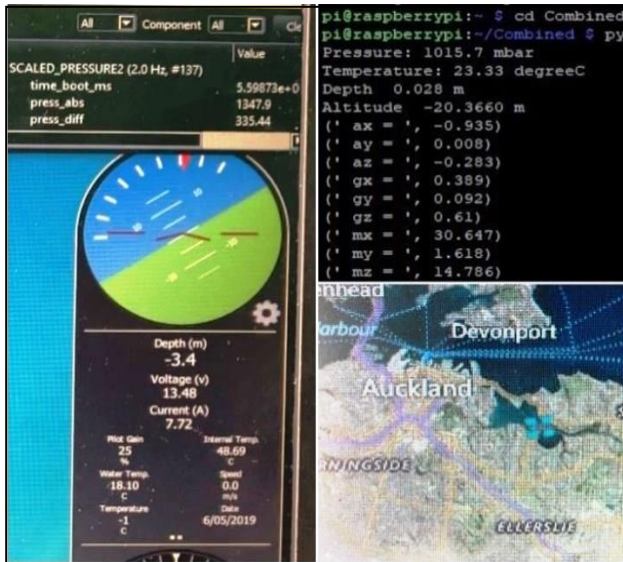 All Component All Cle
Value
SCALED_PRESSURE2 (2.0 Hz, #137)
time_boot_ms 5.59873e+0
press_abs 1347.9
press_diff 335.44
Depth (m)
-3.4
Voltage (v)
13.48
Current (A)
7.72
Pilot Gain Internal Temp.
25 48.69
% C
Water Temp. Speed
18.10 0.0
C m/s
Temperature Date
-1 6/05/2019
C
pi@raspberrypi:~ $ cd Combined
pi@raspberrypi:~/Combined $ py
Pressure: 1015.7 mbar
Temperature: 23.33 degreeC
Depth 0.028 m
Altitude -20.3660 m
(' ax = ', -0.935)
(' ay = ', 0.008)
(' az = ', -0.283)
(' gx = ', 0.389)
(' gy = ', 0.092)
(' gz = ', 0.61)
(' mx = ', 30.647)
(' my = ', 1.618)
(' mz = ', 14.786)
enhead
arbour Devonport
Auckland
RNINGSIDE
ELLERSLIE